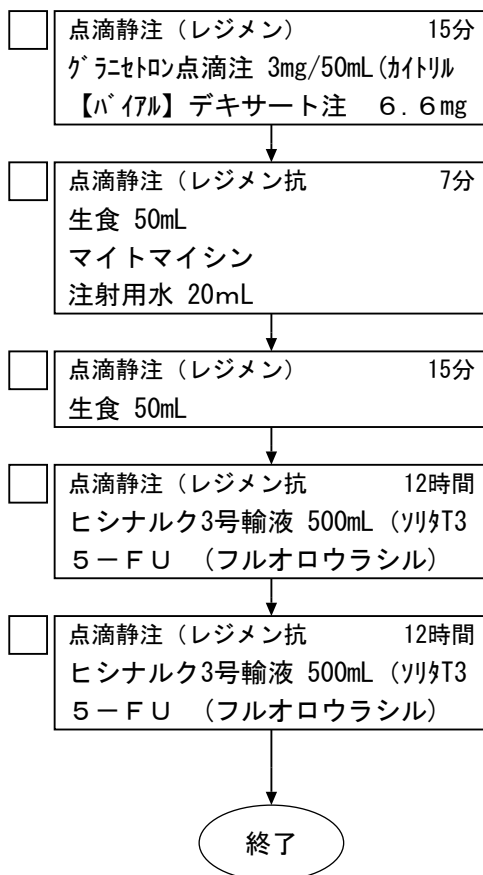 点滴静注（レジメン） 15分
グラニセトロン点滴注 3mg/50mL(カイトリル
【バイアル】デキサート注 ６.６mg
点滴静注（レジメン抗 7分
生食 50mL
マイトマイシン
注射用水 20mL
点滴静注（レジメン） 15分
生食 50mL
点滴静注（レジメン抗 12時間
ヒシナルク3号輸液 500mL（ソリタT3
５－ＦＵ （フルオロウラシル）
点滴静注（レジメン抗 12時間
ヒシナルク3号輸液 500mL（ソリタT3
５－ＦＵ （フルオロウラシル）
終了